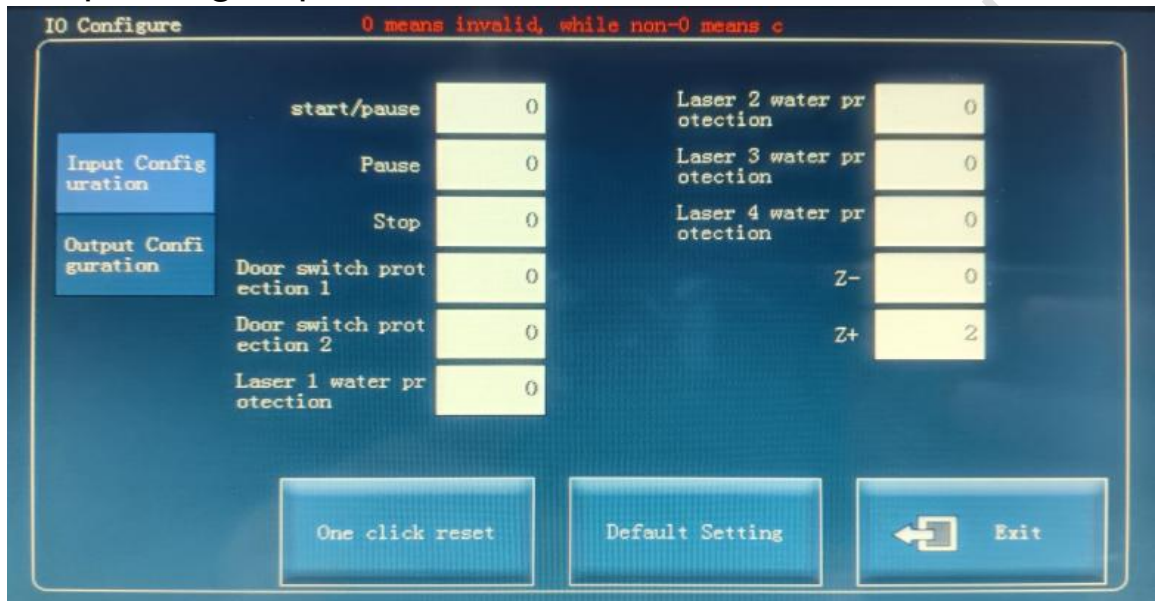 IO Configure
0 means invalid, while non-0 means c
Input Config
uration
Output Confi
guration
start/pause 0
Pause 0
Stop 0
Door switch prot
ection 1 0
Door switch prot
ection 2 0
Laser 1 water pr
otection 0
Laser 2 water pr
otection 0
Laser 3 water pr
otection 0
Laser 4 water pr
otection 0
Z- 0
Z+ 2
One click reset
Default Setting
Exit